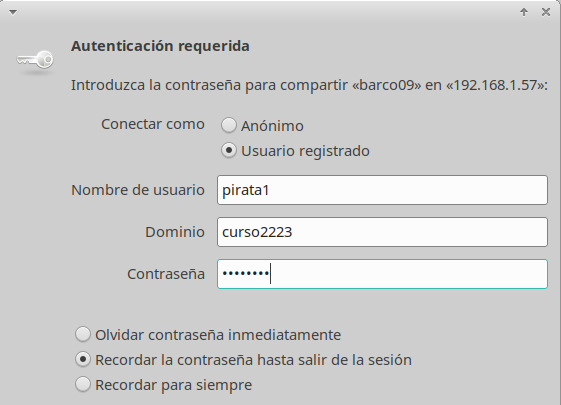 Autenticación requerida
Introduzca la contraseña para compartir «barco09» en «192.168.1.57»:
Conectar como
Anónimo
Usuario registrado
Nombre de usuario pirata1
Dominio curso2223
Contraseña ••••••••
Olvidar contraseña inmediatamente
Recordar la contraseña hasta salir de la sesión
Recordar para siempre